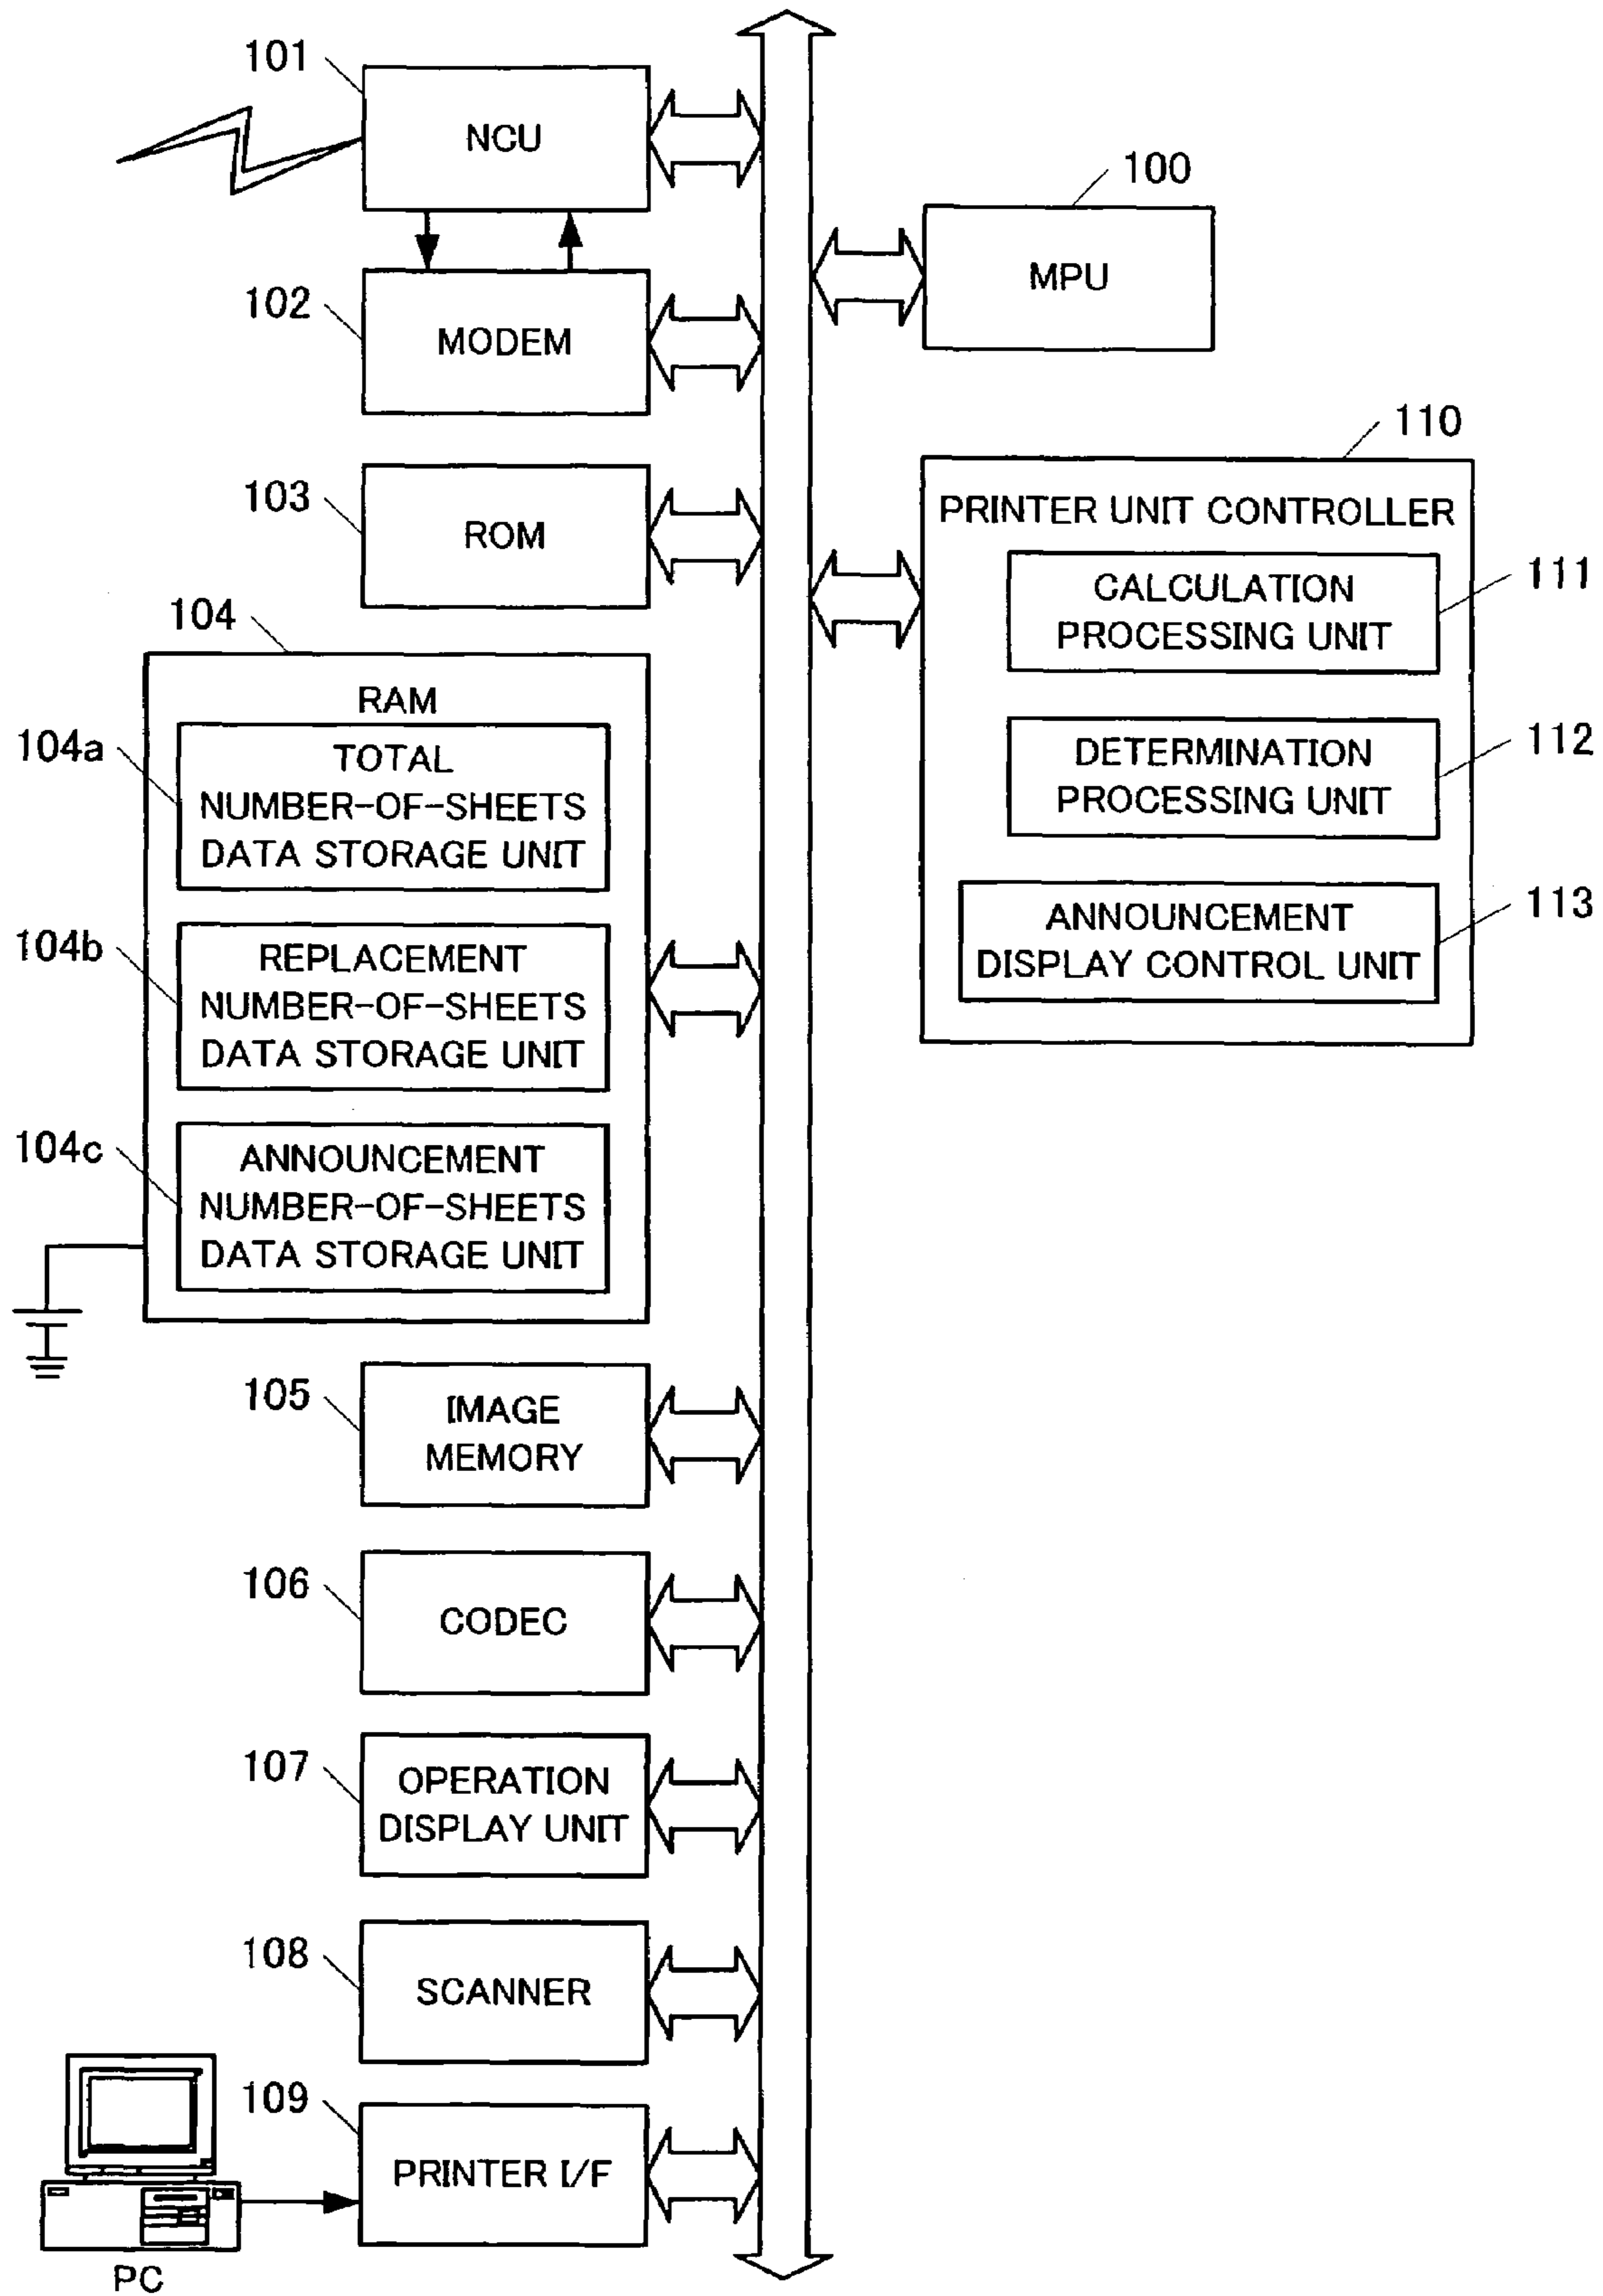 101
NCU
100
MPU
102
MODEM
110
PRINTER UNIT CONTROLLER
103
ROM
CALCULATION
PROCESSING UNIT
111
104
RAM
104a
TOTAL
NUMBER-OF-SHEETS
DATA STORAGE UNIT
DETERMINATION
PROCESSING UNIT
112
104b
REPLACEMENT
NUMBER-OF-SHEETS
DATA STORAGE UNIT
ANNOUNCEMENT
DISPLAY CONTROL UNIT
113
104c
ANNOUNCEMENT
NUMBER-OF-SHEETS
DATA STORAGE UNIT
105
IMAGE
MEMORY
106
CODEC
107
OPERATION
DISPLAY UNIT
108
SCANNER
109
PRINTER I/F
PC